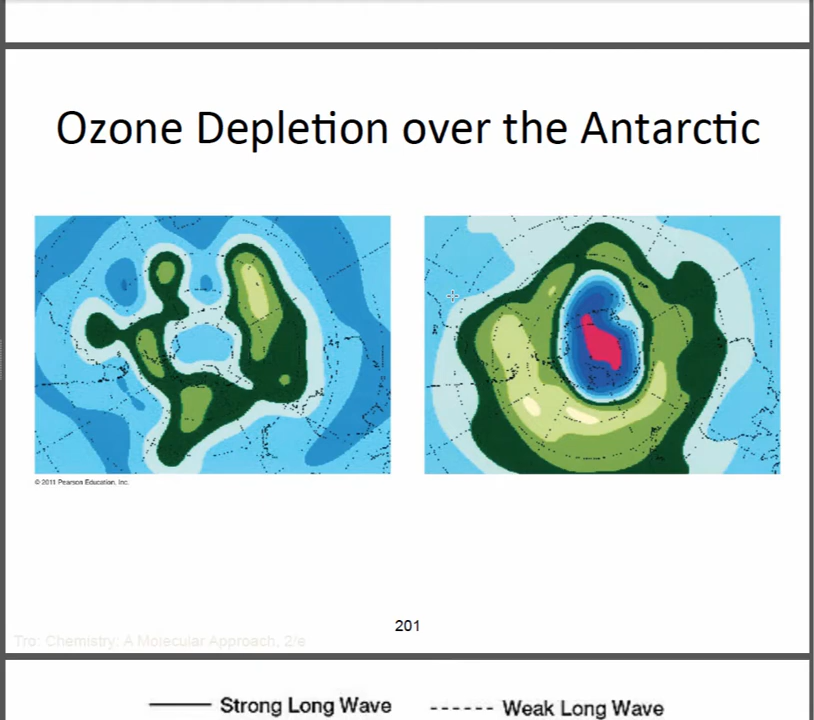 Ozone Depletion over the Antarctic
© 2011 Pearson Education, Inc.
201
Tro: Chemistry: A Molecular Approach, 2/e
Strong Long Wave
Weak Long Wave